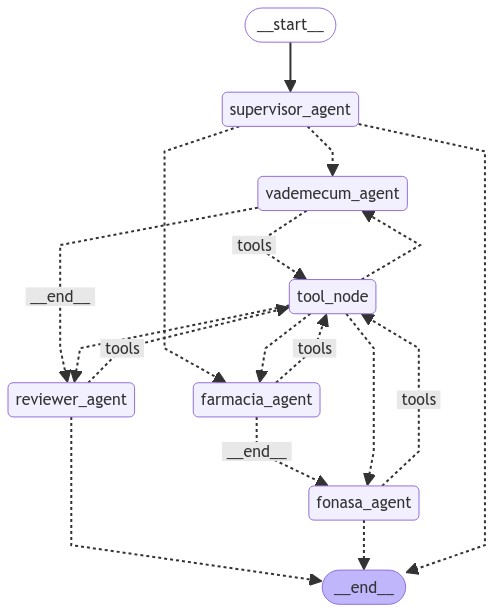 __start__
supervisor_agent
vademecum_agent
tools
tool_node
__end__
tools
tools
reviewer_agent
farmacia_agent
tools
__end__
fonasa_agent
__end__